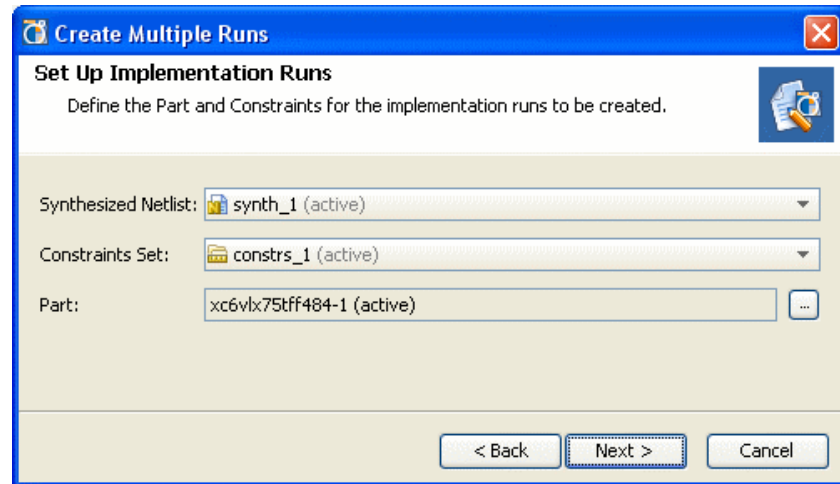 Create Multiple Runs
Set Up Implementation Runs
Define the Part and Constraints for the implementation runs to be created.
Synthesized Netlist: synth_1 (active)
Constraints Set: constrs_1 (active)
Part: xc6vlx75tff484-1 (active) ...
< Back Next > Cancel